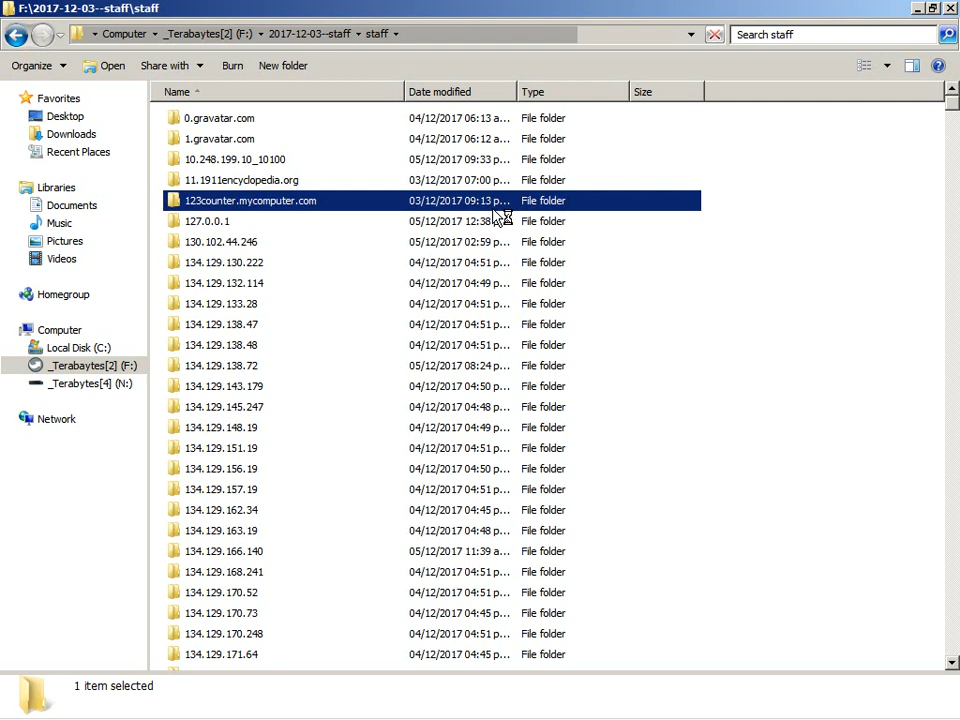 F:\2017-12-03--staff\staff
Computer _Terabaytes[2] (F:) 2017-12-03--staff staff
Search staff
Organize Open Share with Burn New folder
Favorites
Desktop
Downloads
Recent Places
Libraries
Documents
Music
Pictures
Videos
Homegroup
Computer
Local Disk (C:)
_Terabaytes[2] (F:)
_Terabytes[4] (N:)
Network
Name Date modified Type Size
0.gravatar.com 04/12/2017 06:13 a... File folder
1.gravatar.com 04/12/2017 06:12 a... File folder
10.248.199.10_10100 05/12/2017 09:33 p... File folder
11.1911encyclopedia.org 03/12/2017 07:00 p... File folder
123counter.mycomputer.com 03/12/2017 09:13 p... File folder
127.0.0.1 05/12/2017 12:38 File folder
130.102.44.246 05/12/2017 02:59 p... File folder
134.129.130.222 04/12/2017 04:51 p... File folder
134.129.132.114 04/12/2017 04:49 p... File folder
134.129.133.28 04/12/2017 04:51 p... File folder
134.129.138.47 04/12/2017 04:51 p... File folder
134.129.138.48 04/12/2017 04:51 p... File folder
134.129.138.72 05/12/2017 08:24 p... File folder
134.129.143.179 04/12/2017 04:50 p... File folder
134.129.145.247 04/12/2017 04:48 p... File folder
134.129.148.19 04/12/2017 04:49 p... File folder
134.129.151.19 04/12/2017 04:51 p... File folder
134.129.156.19 04/12/2017 04:50 p... File folder
134.129.157.19 04/12/2017 04:51 p... File folder
134.129.162.34 04/12/2017 04:45 p... File folder
134.129.163.19 04/12/2017 04:48 p... File folder
134.129.166.140 05/12/2017 11:39 a... File folder
134.129.168.241 04/12/2017 04:51 p... File folder
134.129.170.52 04/12/2017 04:51 p... File folder
134.129.170.73 04/12/2017 04:45 p... File folder
134.129.170.248 04/12/2017 04:51 p... File folder
134.129.171.64 04/12/2017 04:45 p... File folder
1 item selected